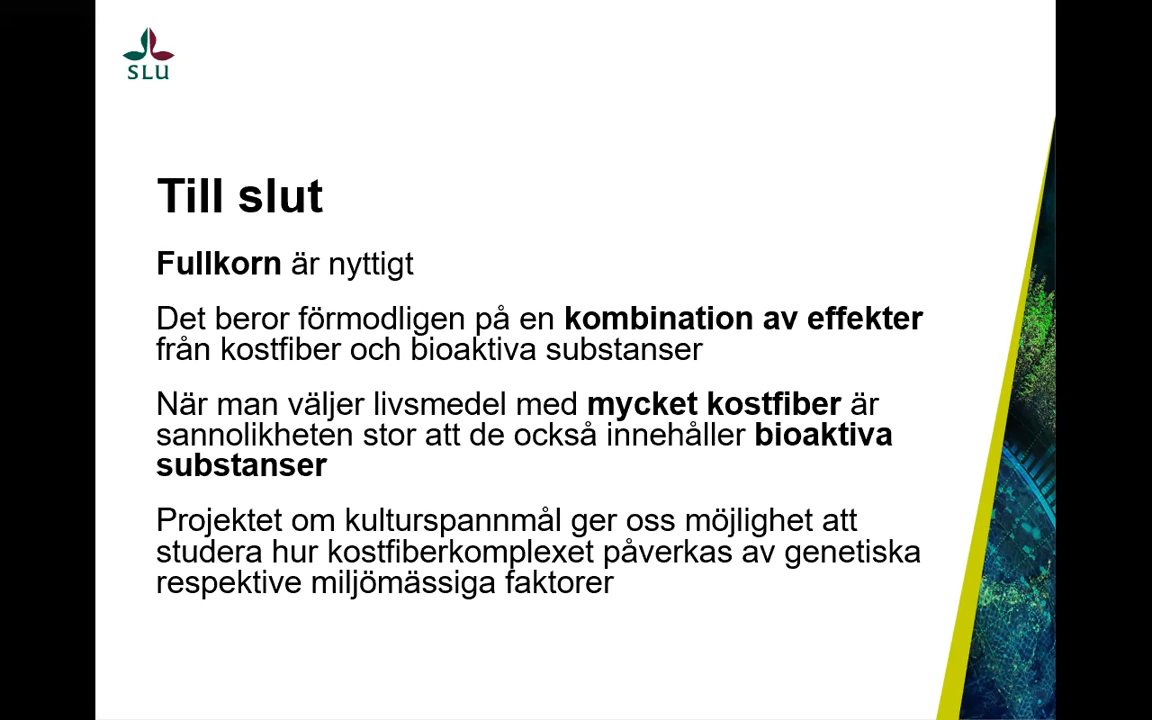 SLU
Till slut
Fullkorn är nyttigt
Det beror förmodligen på en kombination av effekter
från kostfiber och bioaktiva substanser
När man väljer livsmedel med mycket kostfiber är
sannolikheten stor att de också innehåller bioaktiva
substanser
Projektet om kulturspannmål ger oss möjlighet att
studera hur kostfiberkomplexet påverkas av genetiska
respektive miljömässiga faktorer